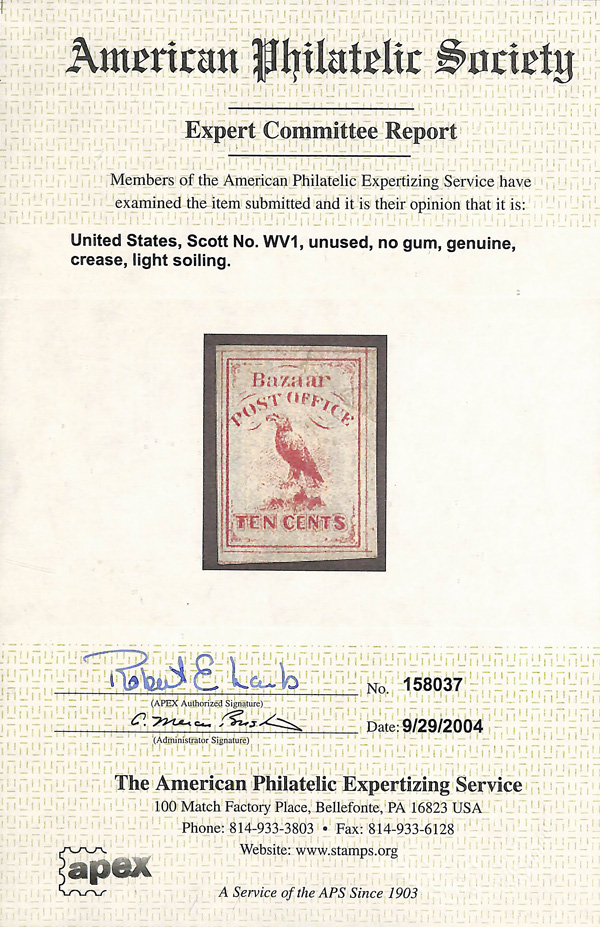 American Philatelic Society
Expert Committee Report
Members of the American Philatelic Expertizing Service have
examined the item submitted and it is their opinion that it is:
United States, Scott No. WV1, unused, no gum, genuine,
crease, light soiling.
Bazaar
POST OFFICE
TEN CENTS
Robert E Lamb
No. 158037
(APEX Authorized Signature)
Date: 9/29/2004
(Administrator Signature)
The American Philatelic Expertizing Service
100 Match Factory Place, Bellefonte, PA 16823 USA
Phone: 814-933-3803 • Fax: 814-933-6128
Website: www.stamps.org
apex
A Service of the APS Since 1903